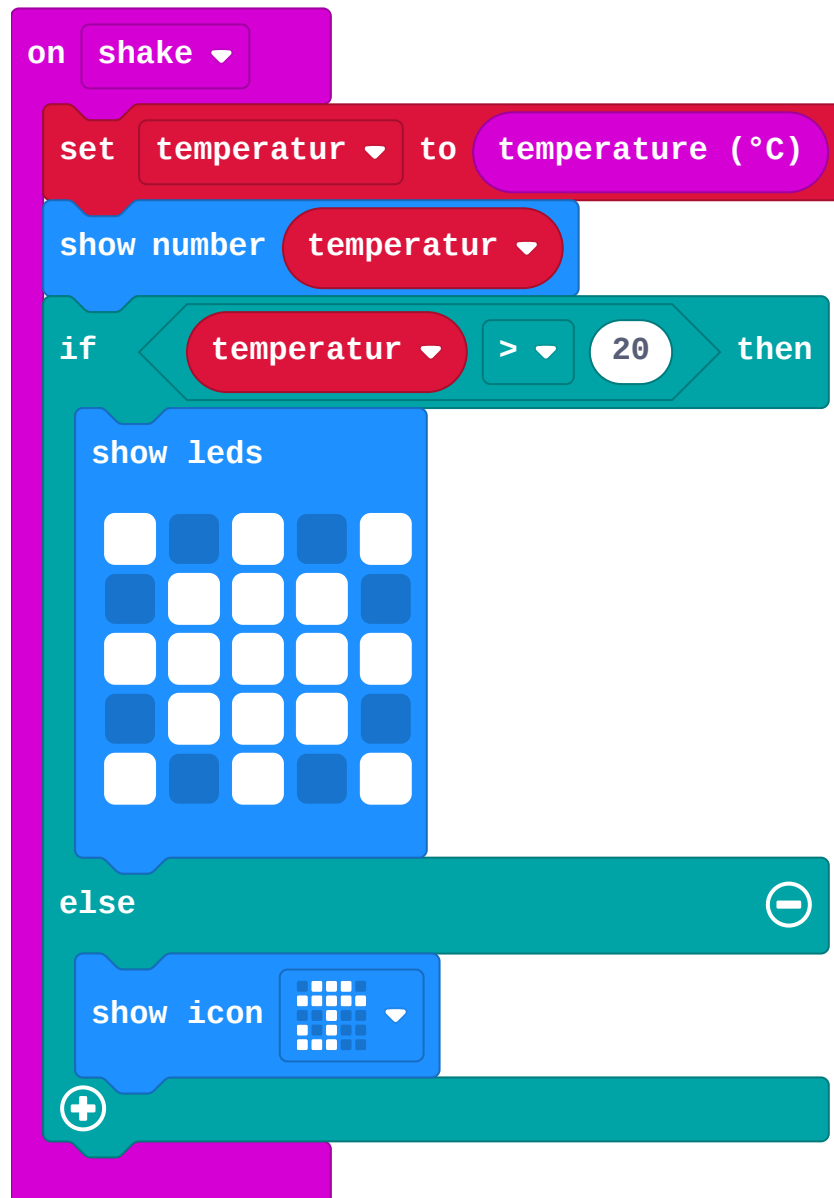 on shake
set temperatur to temperature (°C)
show number temperatur
if temperatur > 20 then
show leds
else
show icon